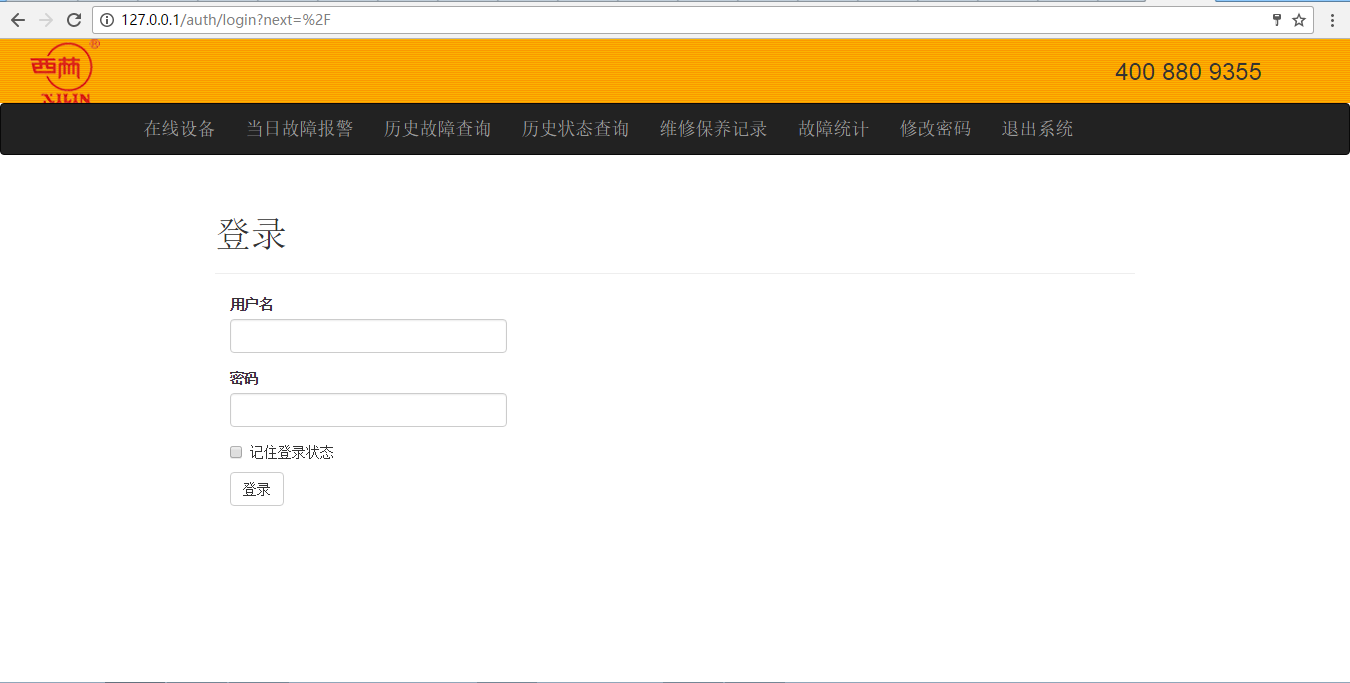 127.0.0.1/auth/login?next=%2F
西林®
XILIN
400 880 9355
在线设备 当日故障报警 历史故障查询 历史状态查询 维修保养记录 故障统计 修改密码 退出系统
登录
用户名
密码
记住登录状态
登录